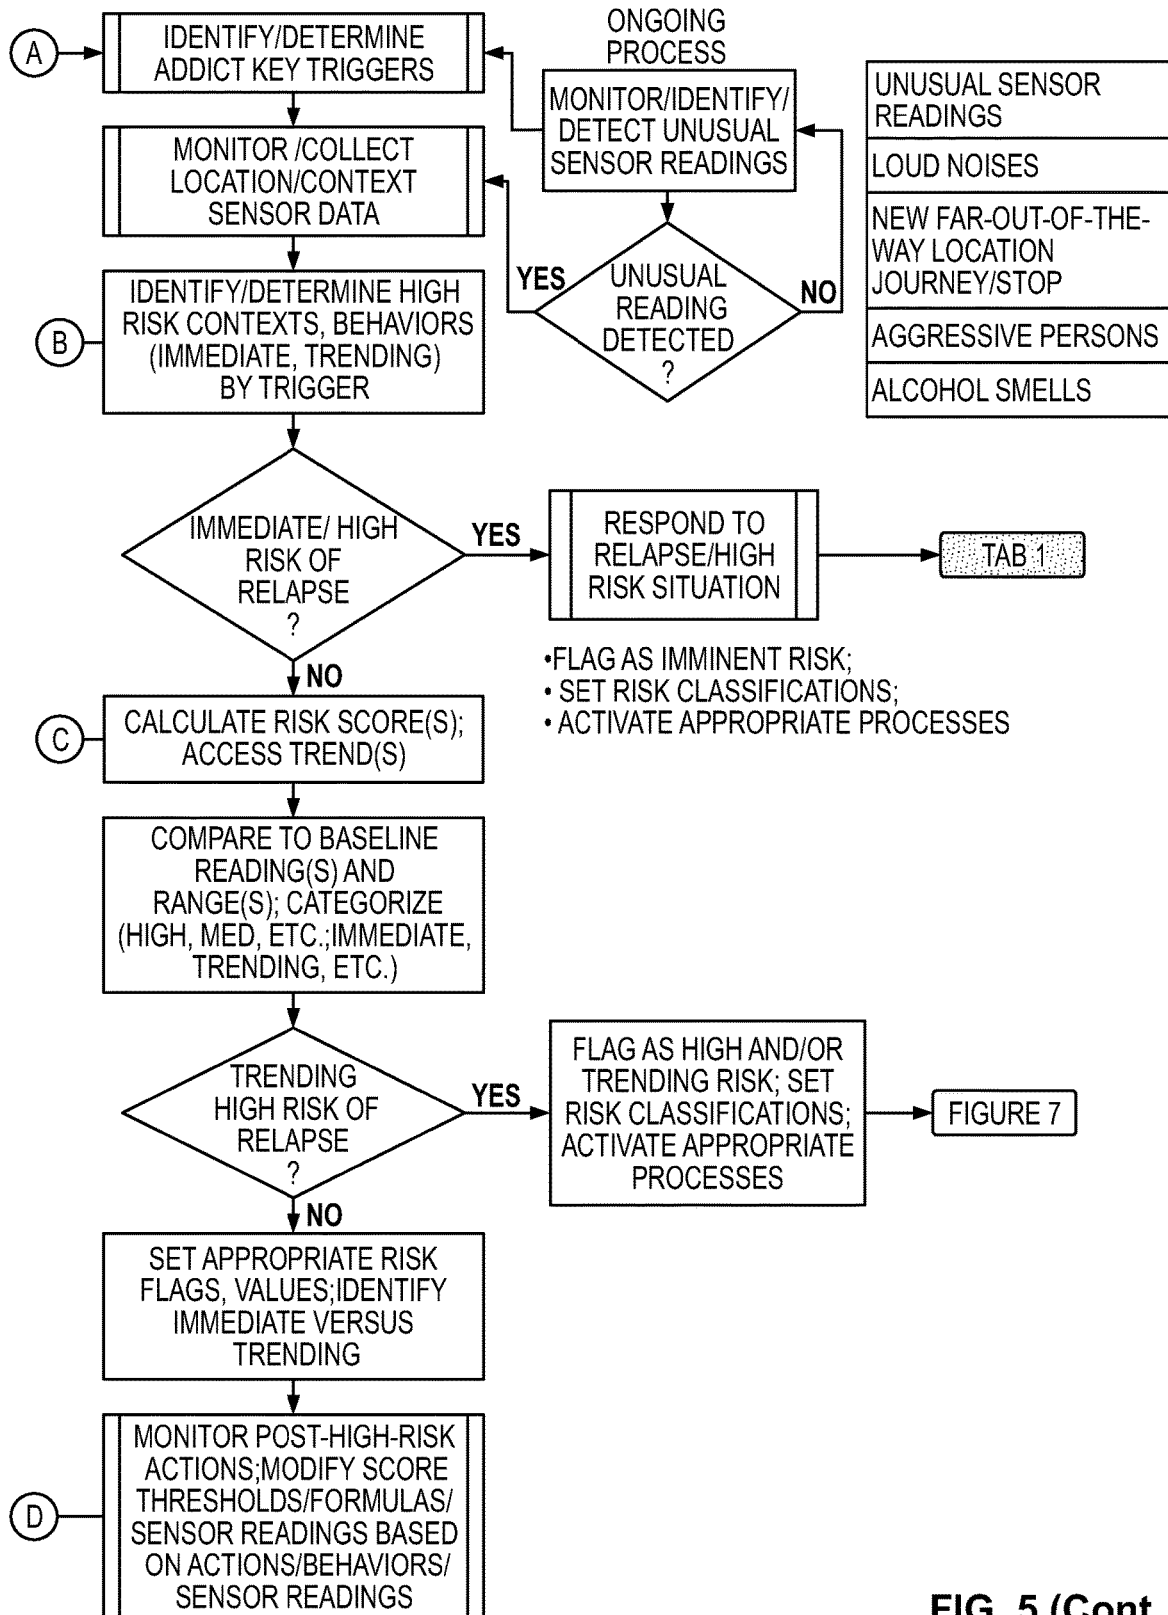 A
IDENTIFY/DETERMINE
ADDICT KEY TRIGGERS
ONGOING
PROCESS
MONITOR/IDENTIFY/
DETECT UNUSUAL
SENSOR READINGS
UNUSUAL SENSOR
READINGS
LOUD NOISES
NEW FAR-OUT-OF-THE-
WAY LOCATION
JOURNEY/STOP
AGGRESSIVE PERSONS
ALCOHOL SMELLS
MONITOR /COLLECT
LOCATION/CONTEXT
SENSOR DATA
YES
UNUSUAL
READING
DETECTED
?
NO
B
IDENTIFY/DETERMINE HIGH
RISK CONTEXTS, BEHAVIORS
(IMMEDIATE, TRENDING)
BY TRIGGER
IMMEDIATE/ HIGH
RISK OF
RELAPSE
?
YES
RESPOND TO
RELAPSE/HIGH
RISK SITUATION
TAB 1
•FLAG AS IMMINENT RISK;
• SET RISK CLASSIFICATIONS;
• ACTIVATE APPROPRIATE PROCESSES
NO
C
CALCULATE RISK SCORE(S);
ACCESS TREND(S)
COMPARE TO BASELINE
READING(S) AND
RANGE(S); CATEGORIZE
(HIGH, MED, ETC.;IMMEDIATE,
TRENDING, ETC.)
TRENDING
HIGH RISK OF
RELAPSE
?
YES
FLAG AS HIGH AND/OR
TRENDING RISK; SET
RISK CLASSIFICATIONS;
ACTIVATE APPROPRIATE
PROCESSES
FIGURE 7
NO
SET APPROPRIATE RISK
FLAGS, VALUES;IDENTIFY
IMMEDIATE VERSUS
TRENDING
D
MONITOR POST-HIGH-RISK
ACTIONS;MODIFY SCORE
THRESHOLDS/FORMULAS/
SENSOR READINGS BASED
ON ACTIONS/BEHAVIORS/
SENSOR READINGS
FIG. 5 (Cont